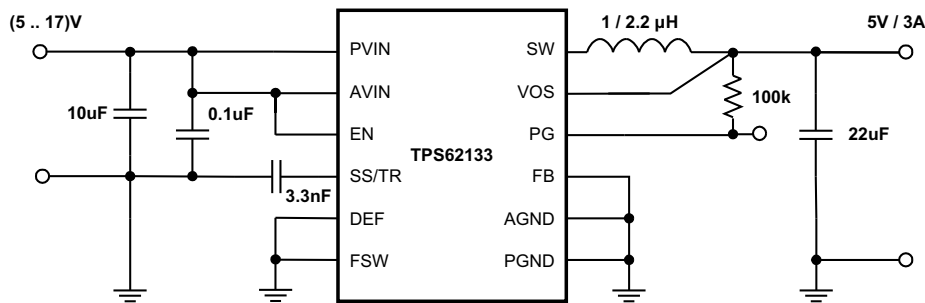 (5 .. 17)V
1 / 2.2 µH
5V / 3A
PVIN
SW
AVIN
VOS
10uF
0.1uF
100k
EN
PG
22uF
TPS62133
SS/TR
FB
3.3nF
DEF
AGND
FSW
PGND